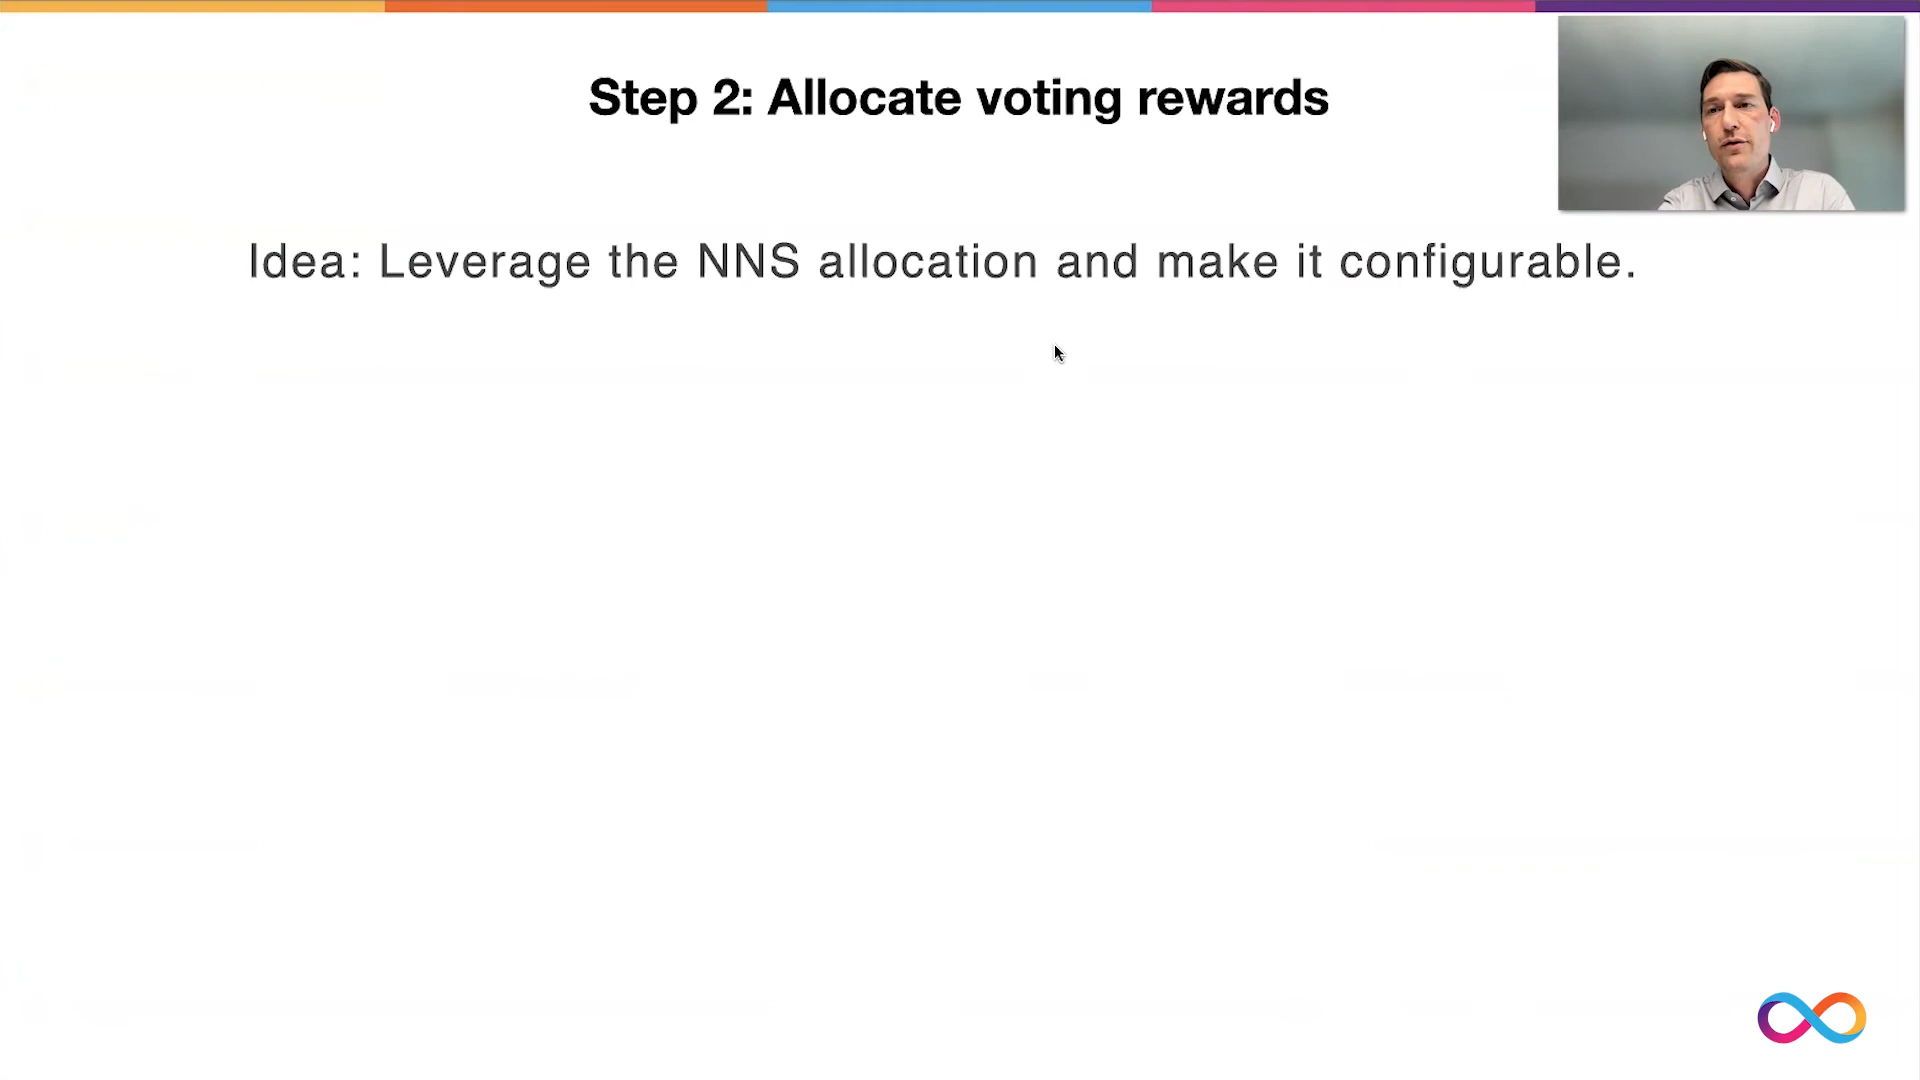 Step 2: Allocate voting rewards
Idea: Leverage the NNS allocation and make it configurable.